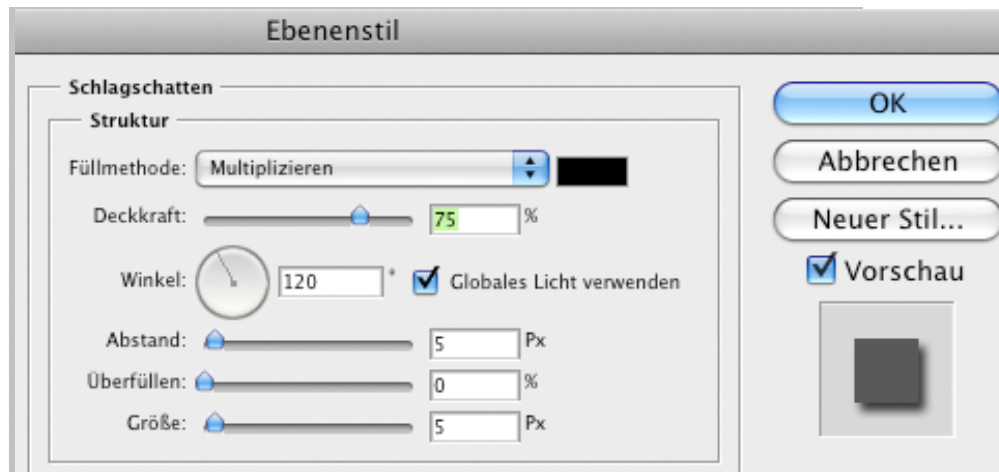 Ebenenstil
Schlagschatten
Struktur
Füllmethode: Multiplizieren
Deckkraft: 75 %
Winkel: 120 ° Globales Licht verwenden
Abstand: 5 Px
Überfüllen: 0 %
Größe: 5 Px
OK
Abbrechen
Neuer Stil...
Vorschau